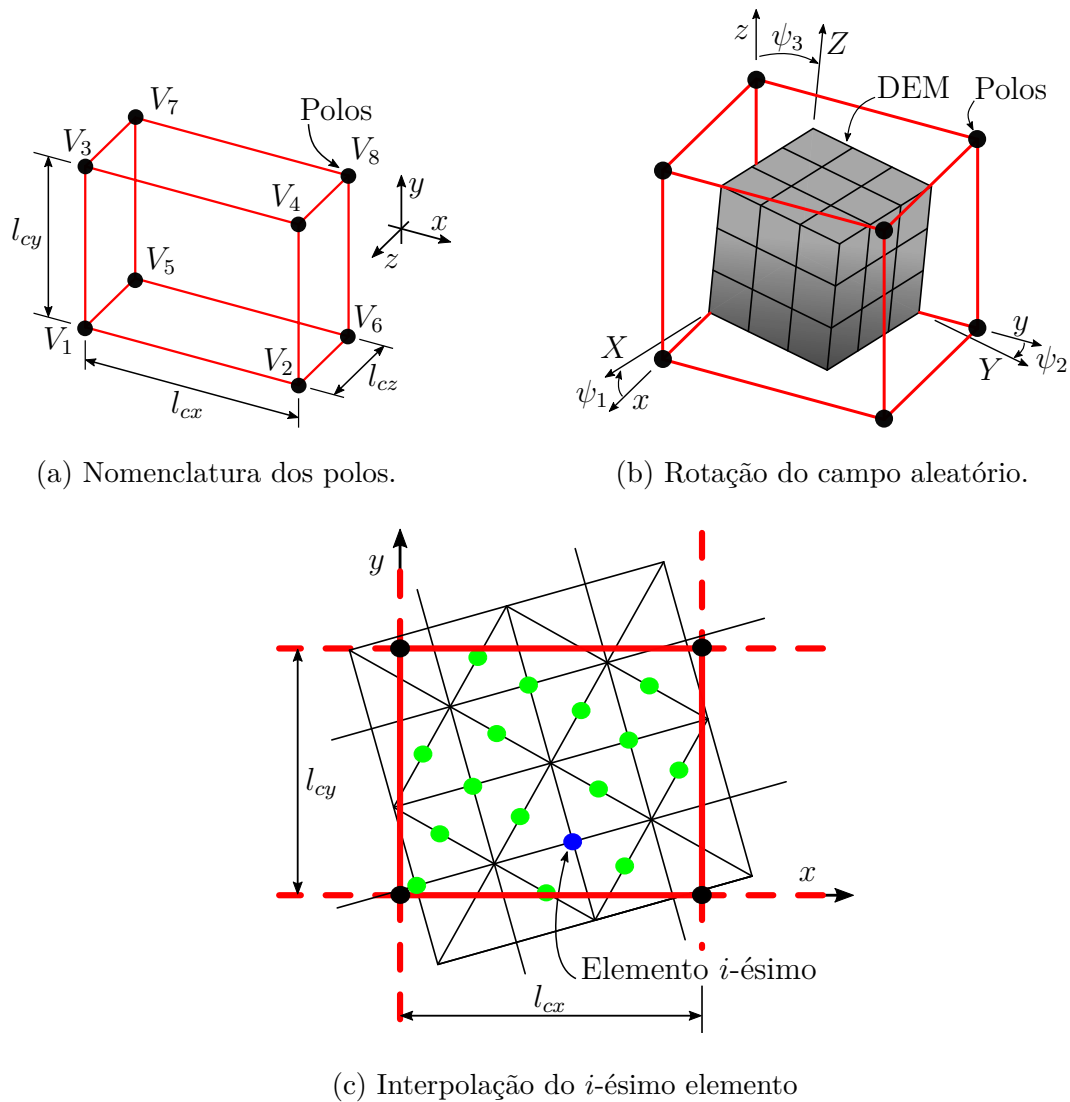 V7
V3
Polos
V8
V4
lcy
V5
y
x
z
V1
V6
V2
lcz
lcx
(a) Nomenclatura dos polos.
z
ψ3
Z
DEM
Polos
X
ψ1
x
y
Y
ψ2
(b) Rotação do campo aleatório.
y
lcy
x
Elemento i-ésimo
lcx
(c) Interpolação do i-ésimo elemento